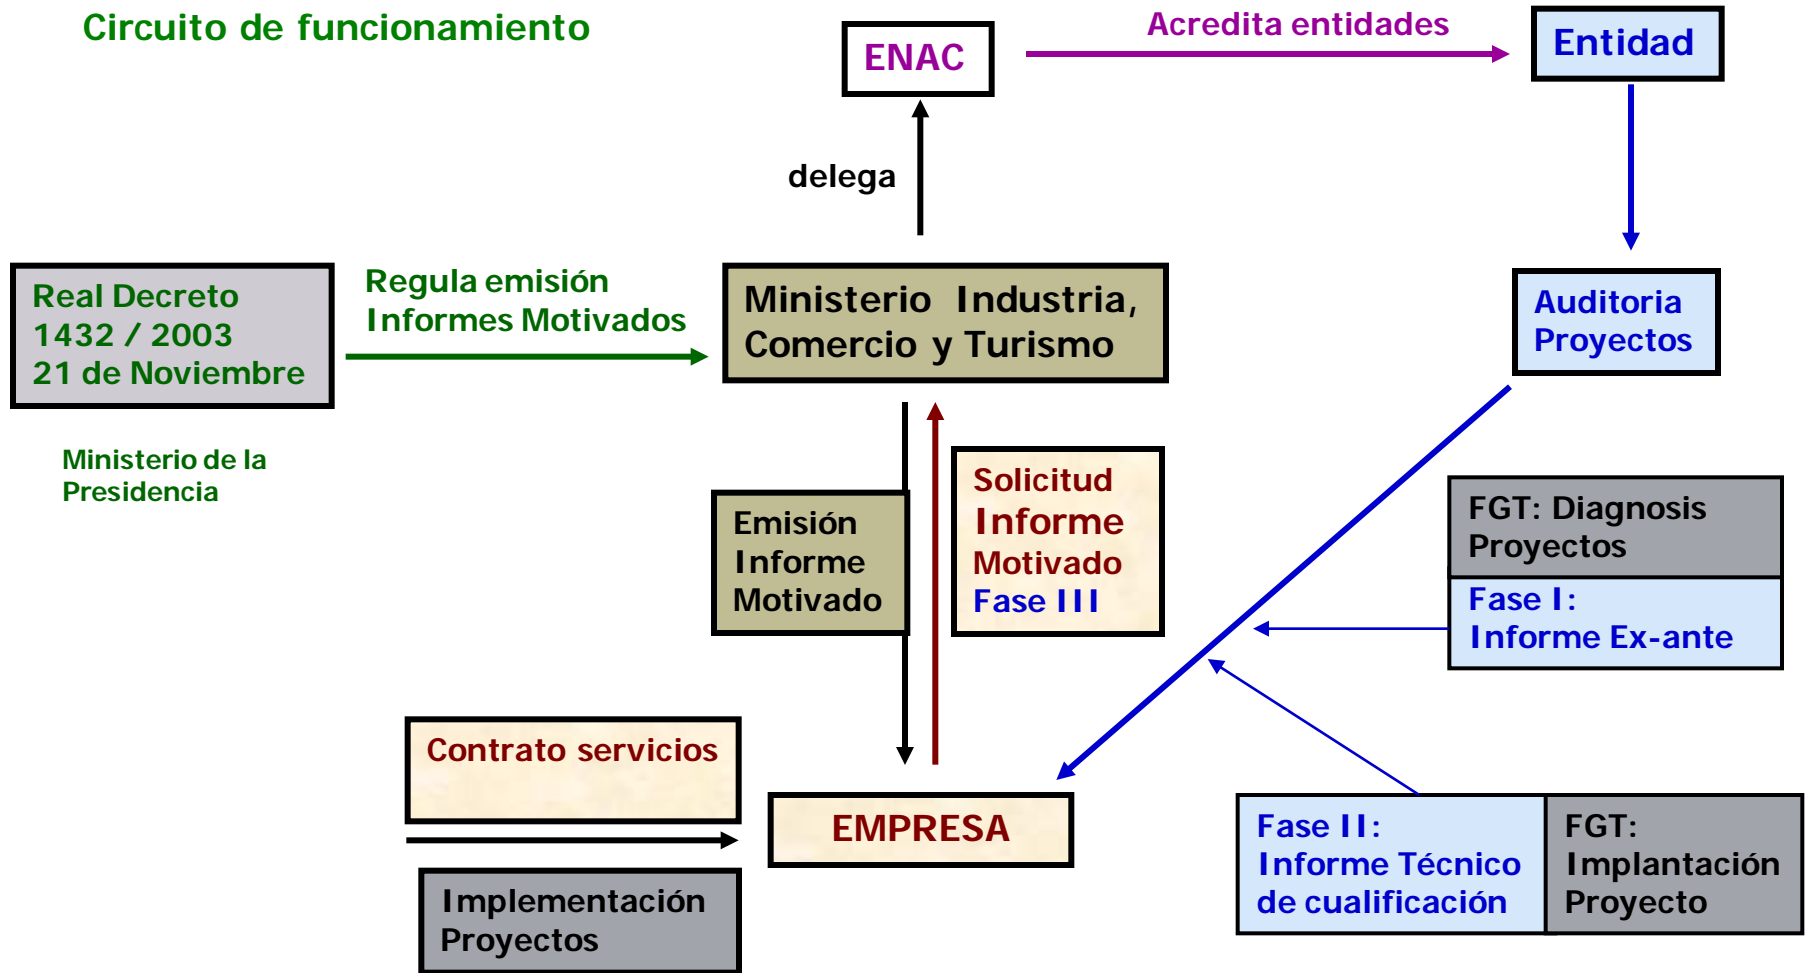 Circuito de funcionamiento
ENAC
Acredita entidades
Entidad
delega
Real Decreto
1432 / 2003
21 de Noviembre
Regula emisión
Informes Motivados
Ministerio Industria,
Comercio y Turismo
Auditoria
Proyectos
Ministerio de la
Presidencia
Emisión
Informe
Motivado
Solicitud
Informe
Motivado
Fase III
FGT: Diagnosis
Proyectos
Fase I:
Informe Ex-ante
Contrato servicios
EMPRESA
Implementación
Proyectos
Fase II:
Informe Técnico
de cualificación
FGT:
Implantación
Proyecto